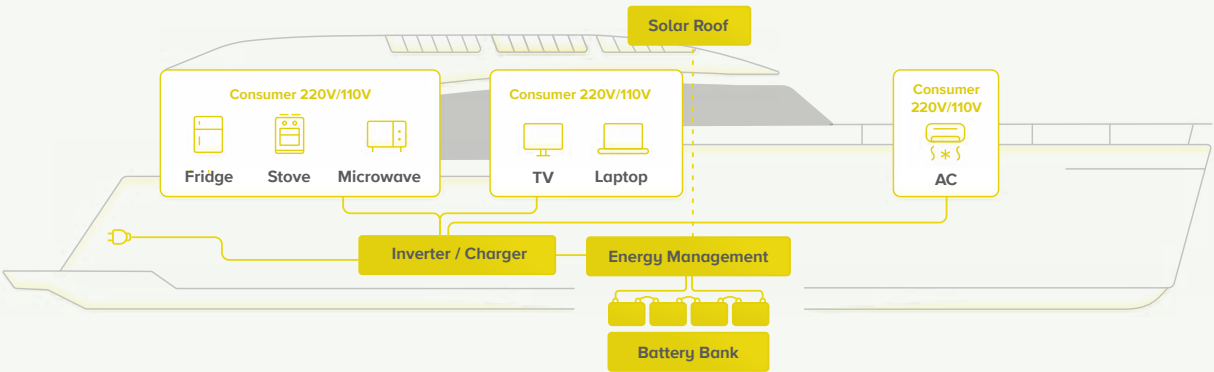 Solar Roof
Consumer 220V/110V
Fridge
Stove
Microwave
Consumer 220V/110V
TV
Laptop
Consumer
220V/110V
AC
Inverter / Charger
Energy Management
Battery Bank